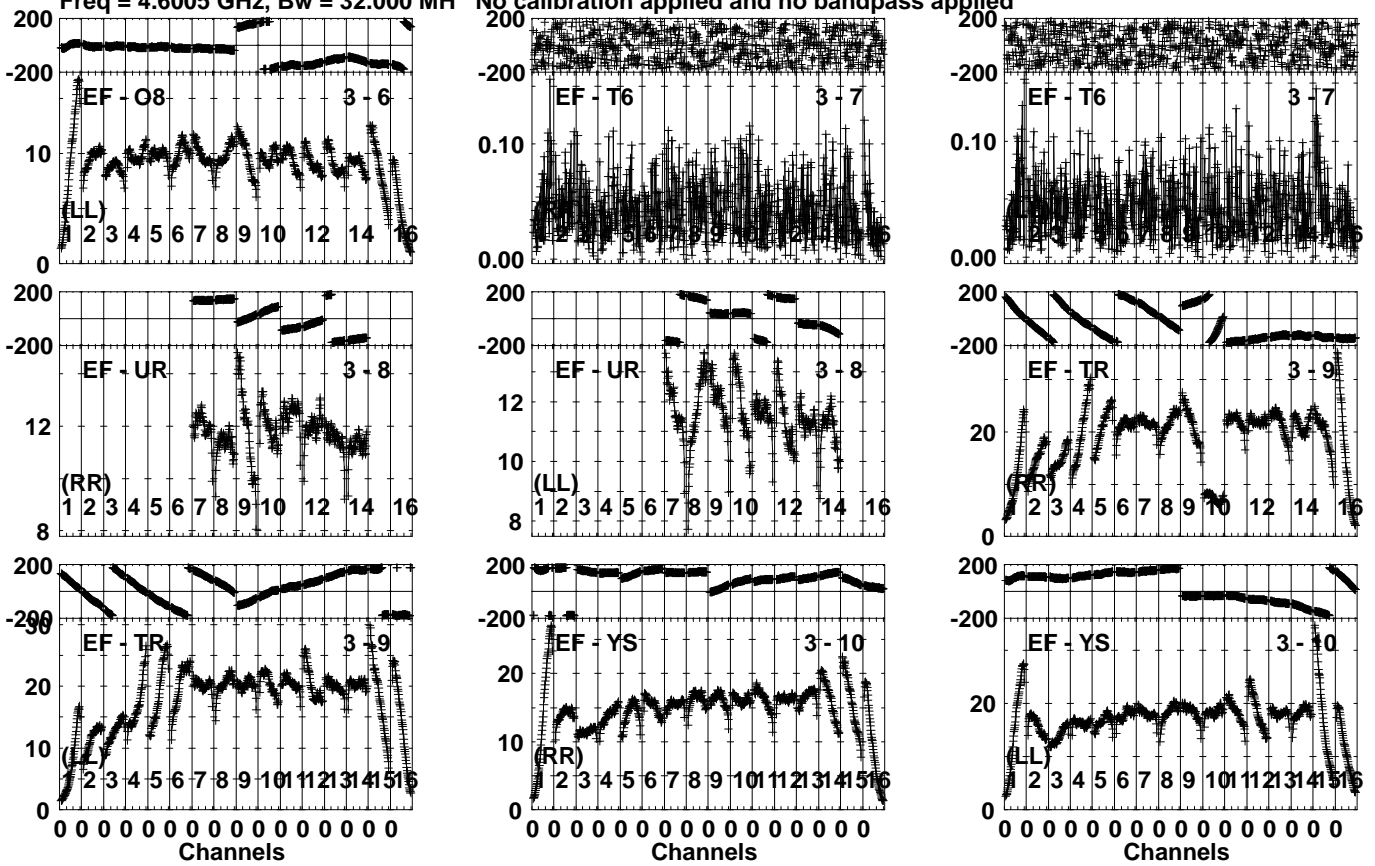 Freq = 4.6005 GHz, Bw = 32.000 MH No calibration applied and no bandpass applied
200 200 200
-200 -200 -200
EF - O8 3 - 6 EF - T6 3 - 7 EF - T6 3 - 7
10 0.10 0.10
(LL)
1 2 3 4 5 6 7 8 9 10 12 14 16
0 0.00 0.00
200 200 200
-200 -200 -200
EF - UR 3 - 8 EF - UR 3 - 8 EF - TR 3 - 9
12 12 20
10
(RR) (LL) (RR)
1 2 3 4 5 6 7 8 9 10 12 14 16 1 2 3 4 5 6 7 8 9 10 12 14 16 1 2 3 4 5 6 7 8 9 10 12 14 16
8 8 0
200 200 200
-200 -200 -200
30
EF - TR 3 - 9 EF - YS 3 - 10 EF - YS 3 - 10
20 20 20
10 10
(LL) (RR) (LL)
1 2 3 4 5 6 7 8 9 10 11 12 13 14 15 16 1 2 3 4 5 6 7 8 9 10 11 12 13 14 15 16 1 2 3 4 5 6 7 8 9 10 11 12 13 14 15 16
0 0 0
0 0 0 0 0 0 0 0 0 0 0 0 0 0 0 0 0 0 0 0 0 0 0 0 0 0 0 0 0 0 0 0 0 0 0 0 0 0 0 0 0 0 0 0 0 0 0 0
Channels Channels Channels